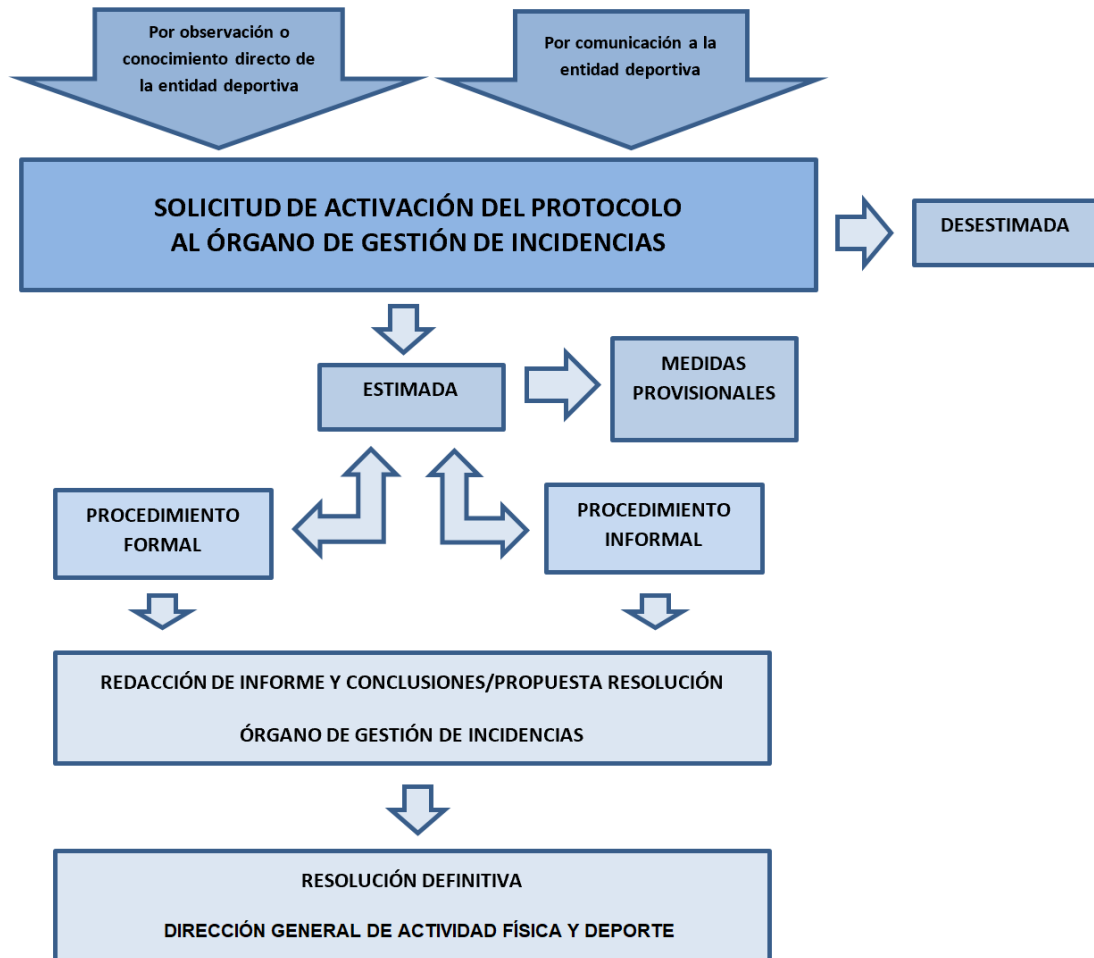 Por observación o
conocimiento directo de
la entidad deportiva
Por comunicación a la
entidad deportiva
SOLICITUD DE ACTIVACIÓN DEL PROTOCOLO
AL ÓRGANO DE GESTIÓN DE INCIDENCIAS
DESESTIMADA
ESTIMADA
MEDIDAS
PROVISIONALES
PROCEDIMIENTO
FORMAL
PROCEDIMIENTO
INFORMAL
REDACCIÓN DE INFORME Y CONCLUSIONES/PROPUESTA RESOLUCIÓN
ÓRGANO DE GESTIÓN DE INCIDENCIAS
RESOLUCIÓN DEFINITIVA
DIRECCIÓN GENERAL DE ACTIVIDAD FÍSICA Y DEPORTE